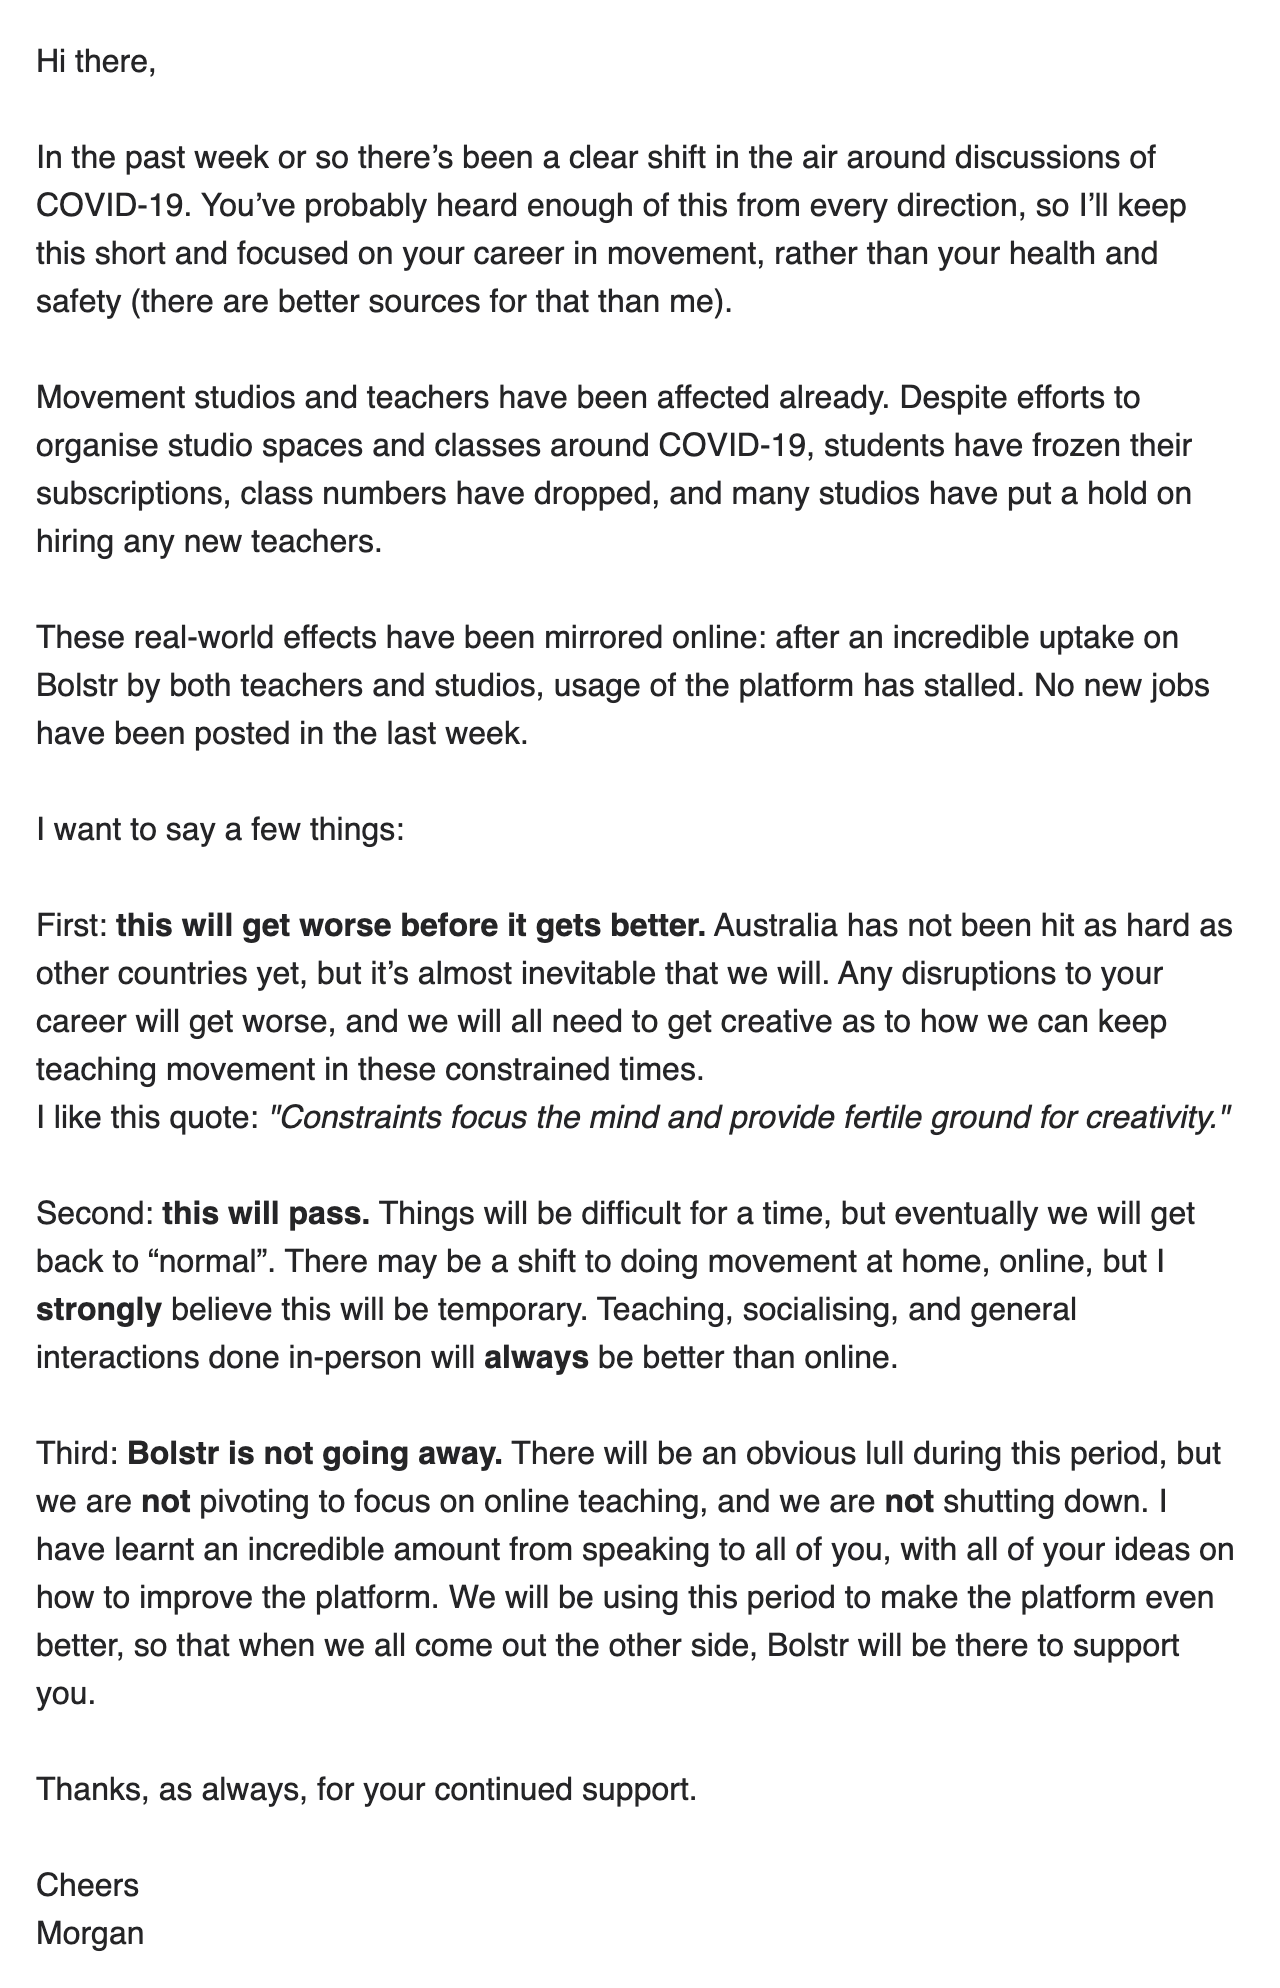 Hi there,
In the past week or so there’s been a clear shift in the air around discussions of
COVID-19. You’ve probably heard enough of this from every direction, so I’ll keep
this short and focused on your career in movement, rather than your health and
safety (there are better sources for that than me).
Movement studios and teachers have been affected already. Despite efforts to
organise studio spaces and classes around COVID-19, students have frozen their
subscriptions, class numbers have dropped, and many studios have put a hold on
hiring any new teachers.
These real-world effects have been mirrored online: after an incredible uptake on
Bolstr by both teachers and studios, usage of the platform has stalled. No new jobs
have been posted in the last week.
I want to say a few things:
First: this will get worse before it gets better. Australia has not been hit as hard as
other countries yet, but it’s almost inevitable that we will. Any disruptions to your
career will get worse, and we will all need to get creative as to how we can keep
teaching movement in these constrained times.
I like this quote: "Constraints focus the mind and provide fertile ground for creativity."
Second: this will pass. Things will be difficult for a time, but eventually we will get
back to “normal”. There may be a shift to doing movement at home, online, but I
strongly believe this will be temporary. Teaching, socialising, and general
interactions done in-person will always be better than online.
Third: Bolstr is not going away. There will be an obvious lull during this period, but
we are not pivoting to focus on online teaching, and we are not shutting down. I
have learnt an incredible amount from speaking to all of you, with all of your ideas on
how to improve the platform. We will be using this period to make the platform even
better, so that when we all come out the other side, Bolstr will be there to support
you.
Thanks, as always, for your continued support.
Cheers
Morgan